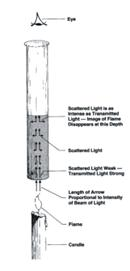 Eye
Scattered Light is as
Intense as Transmitted
Light — Image of Flame
Disappears at this Depth
Scattered Light
Scattered Light Weak —
Transmitted Light Strong
Length of Arrow
Proportional to Intensity
of Beam of Light
Flame
Candle